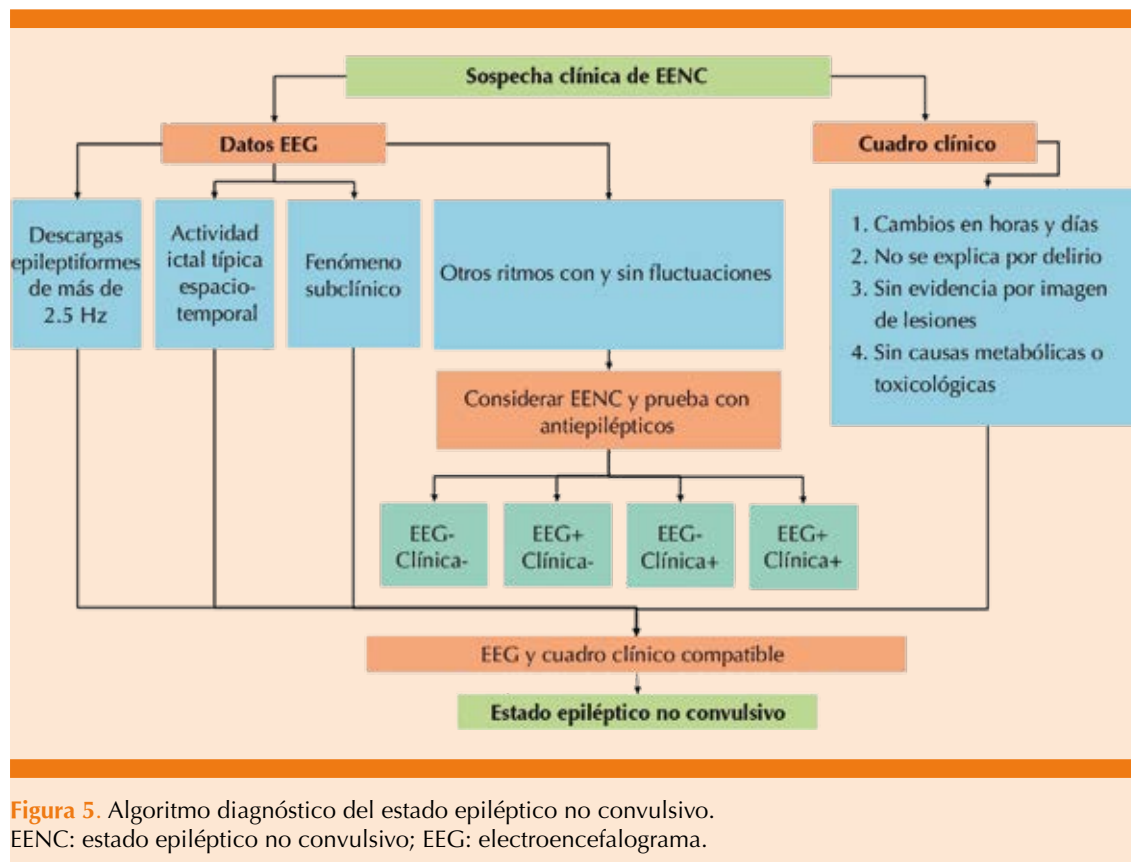 Sospecha clínica de EENC
Datos EEG
Cuadro clínico
Descargas
epileptiformes
de más de
2.5 Hz
Actividad
ictal típica
espacio-
temporal
Fenómeno
subclínico
Otros ritmos con y sin fluctuaciones
1. Cambios en horas y días
2. No se explica por delirio
3. Sin evidencia por imagen
de lesiones
4. Sin causas metabólicas o
toxicológicas
Considerar EENC y prueba con
antiepilépticos
EEG-
Clínica-
EEG+
Clínica-
EEG-
Clínica+
EEG+
Clínica+
EEG y cuadro clínico compatible
Estado epiléptico no convulsivo
Figura 5. Algoritmo diagnóstico del estado epiléptico no convulsivo.
EENC: estado epiléptico no convulsivo; EEG: electroencefalograma.